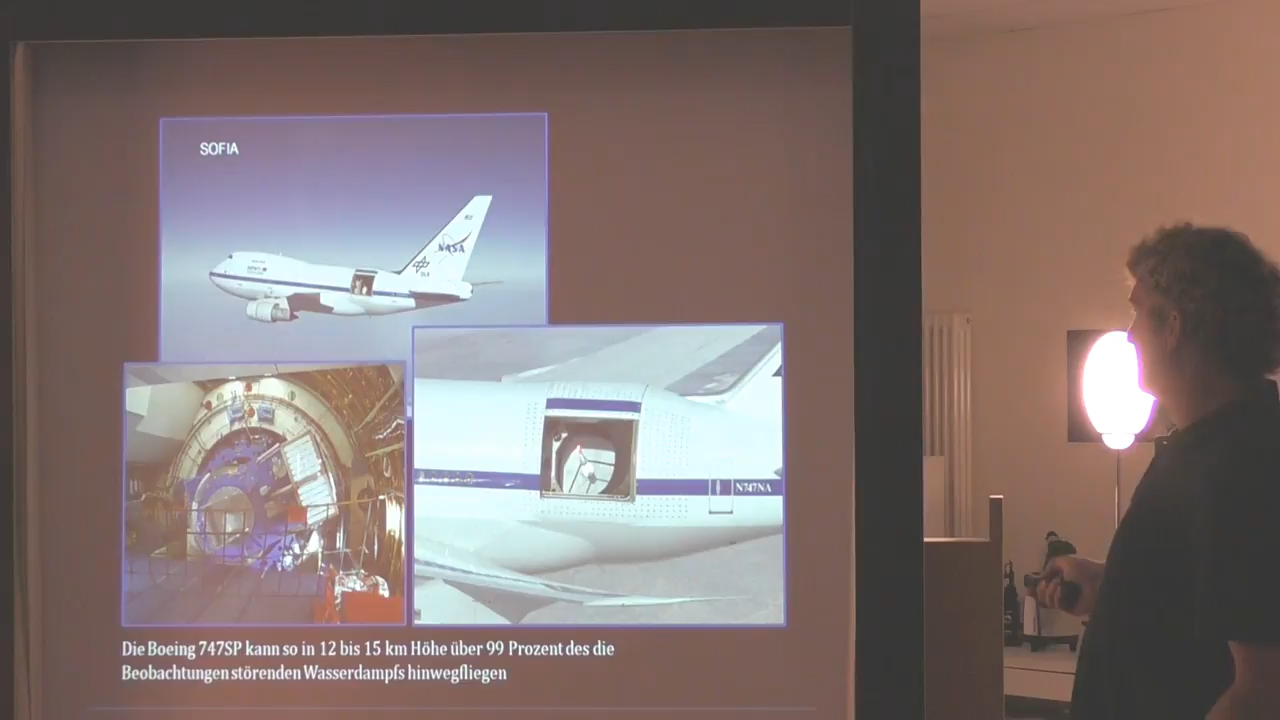 SOFIA
NASA
DLR
N747NA
Die Boeing 747SP kann so in 12 bis 15 km Höhe über 99 Prozent des die
Beobachtungen störenden Wasserdampfs hinwegfliegen